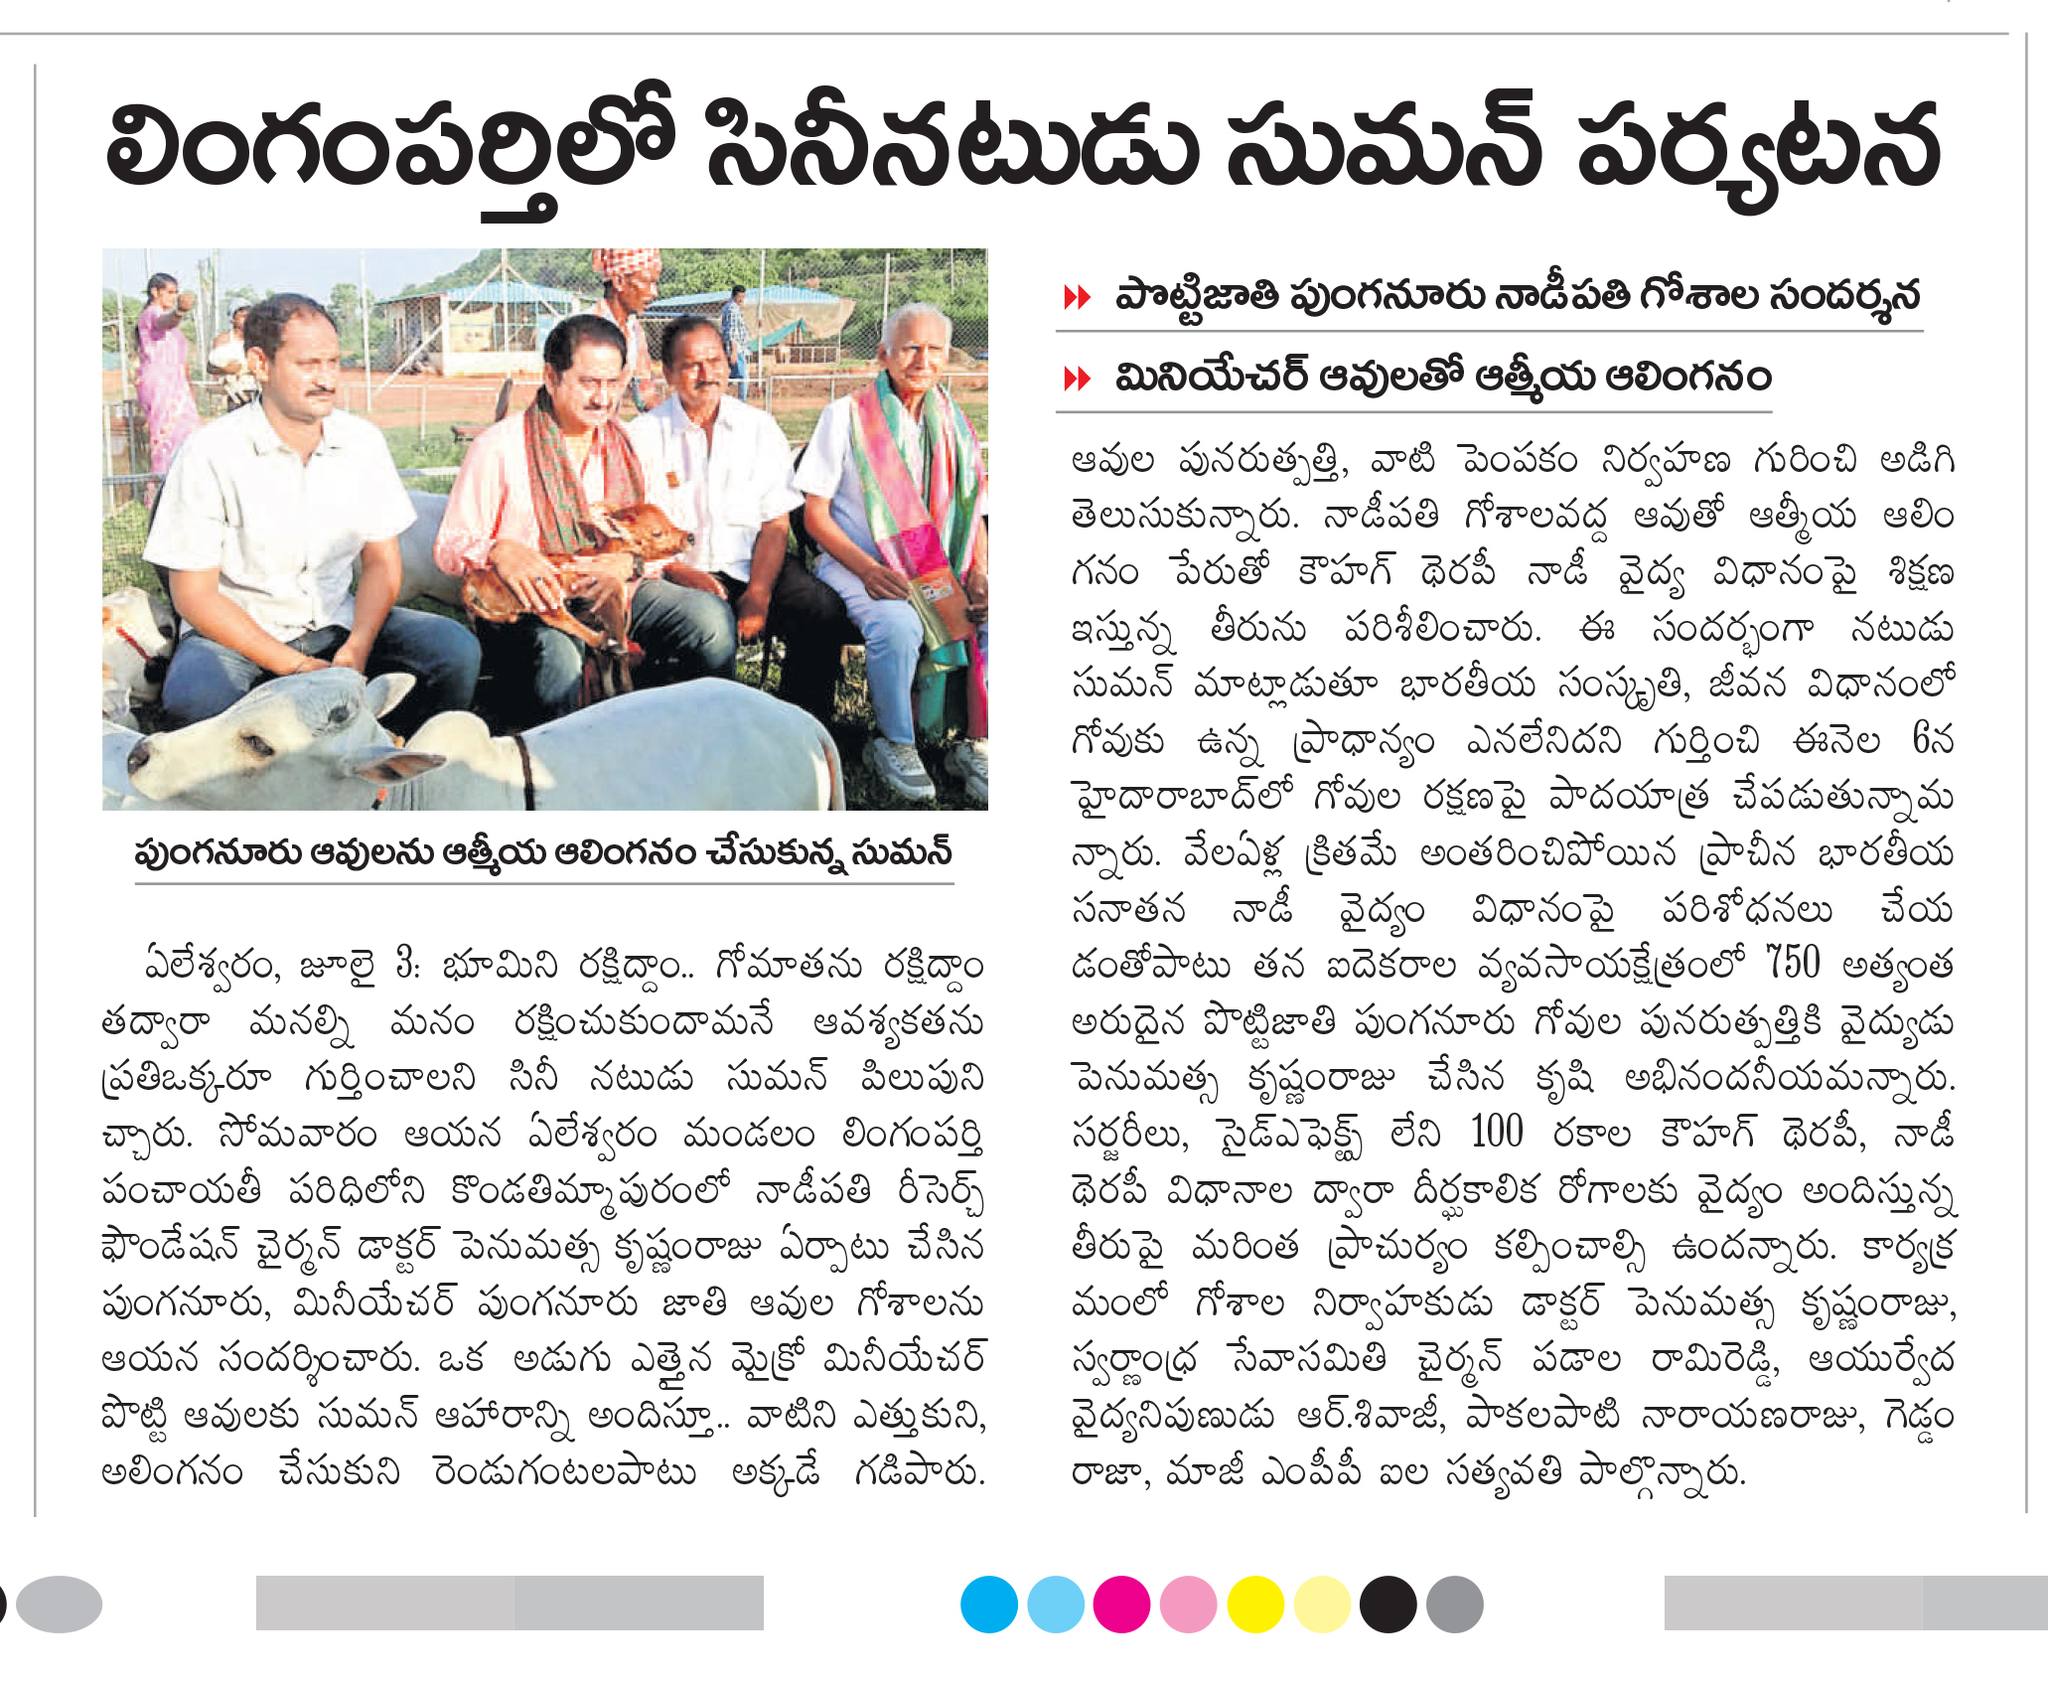 లింగంపర్తిలో సినీనటుడు సుమన్ పర్యటన
పొట్టిజాతి పుంగనూరు నాడీపతి గోశాల సందర్శన
మినియేచర్ ఆవులతో ఆత్మీయ ఆలింగనం
పుంగనూరు ఆవులను ఆత్మీయ ఆలింగనం చేసుకున్న సుమన్
ఏలేశ్వరం, జూలై 3: భూమిని రక్షిద్దాం.. గోమాతను రక్షిద్దాం
తద్వారా మనల్ని మనం రక్షించుకుందామనే ఆవశ్యకతను
ప్రతిఒక్కరూ గుర్తించాలని సినీ నటుడు సుమన్ పిలుపుని
చ్చారు. సోమవారం ఆయన ఏలేశ్వరం మండలం లింగంపర్తి
పంచాయతీ పరిధిలోని కొండతిమ్మాపురంలో నాడీపతి రీసెర్చ్
ఫౌండేషన్ చైర్మన్ డాక్టర్ పెనుమత్స కృష్ణంరాజు ఏర్పాటు చేసిన
పుంగనూరు, మినీయేచర్ పుంగనూరు జాతి ఆవుల గోశాలను
ఆయన సందర్శించారు. ఒక అడుగు ఎత్తైన మైక్రో మినీయేచర్
పొట్టి ఆవులకు సుమన్ ఆహారాన్ని అందిస్తూ.. వాటిని ఎత్తుకుని,
అలింగనం చేసుకుని రెండుగంటలపాటు అక్కడే గడిపారు.
ఆవుల పునరుత్పత్తి, వాటి పెంపకం నిర్వహణ గురించి అడిగి
తెలుసుకున్నారు. నాడీపతి గోశాలవద్ద ఆవుతో ఆత్మీయ ఆలిం
గనం పేరుతో కౌహగ్ థెరపీ నాడీ వైద్య విధానంపై శిక్షణ
ఇస్తున్న తీరును పరిశీలించారు. ఈ సందర్భంగా నటుడు
సుమన్ మాట్లాడుతూ భారతీయ సంస్కృతి, జీవన విధానంలో
గోవుకు ఉన్న ప్రాధాన్యం ఎనలేనిదని గుర్తించి ఈనెల 6న
హైదారాబాద్‌లో గోవుల రక్షణపై పాదయాత్ర చేపడుతున్నామ
న్నారు. వేలఏళ్ల క్రితమే అంతరించిపోయిన ప్రాచీన భారతీయ
సనాతన నాడీ వైద్యం విధానంపై పరిశోధనలు చేయ
డంతోపాటు తన ఐదెకరాల వ్యవసాయక్షేత్రంలో 750 అత్యంత
అరుదైన పొట్టిజాతి పుంగనూరు గోవుల పునరుత్పత్తికి వైద్యుడు
పెనుమత్స కృష్ణంరాజు చేసిన కృషి అభినందనీయమన్నారు.
సర్జరీలు, సైడ్ఎఫెక్ట్స్ లేని 100 రకాల కౌహగ్ థెరపీ, నాడీ
థెరపీ విధానాల ద్వారా దీర్ఘకాలిక రోగాలకు వైద్యం అందిస్తున్న
తీరుపై మరింత ప్రాచుర్యం కల్పించాల్సి ఉందన్నారు. కార్యక్ర
మంలో గోశాల నిర్వాహకుడు డాక్టర్ పెనుమత్స కృష్ణంరాజు,
స్వర్ణాంధ్ర సేవాసమితి చైర్మన్ పడాల రామిరెడ్డి, ఆయుర్వేద
వైద్యనిపుణుడు ఆర్.శివాజీ, పాకలపాటి నారాయణరాజు, గెడ్డం
రాజా, మాజీ ఎంపీపీ ఐల సత్యవతి పాల్గొన్నారు.